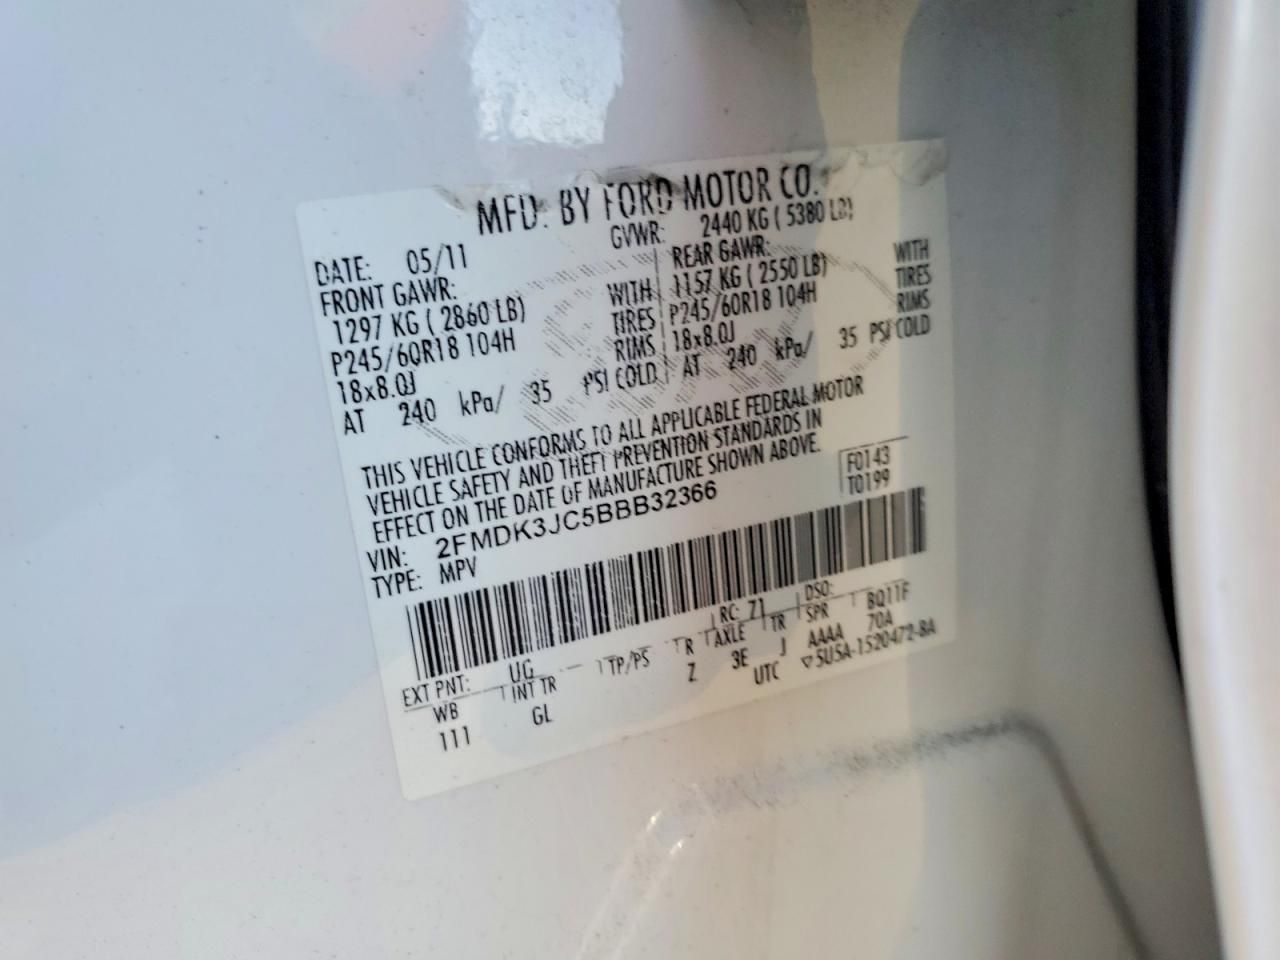 MFD. BY FORD MOTOR CO.
DATE: 05/11 GVWR: 2440 KG ( 5380 LB)
FRONT GAWR: REAR GAWR:
1297 KG ( 2860 LB) WITH 1157 KG ( 2550 LB) WITH
P245/60R18 104H TIRES P245/60R18 104H TIRES
18x8.0J RIMS 18x8.0J RIMS
AT 240 kPa/ 35 PSI COLD AT 240 kPa/ 35 PSI COLD
THIS VEHICLE CONFORMS TO ALL APPLICABLE FEDERAL MOTOR
VEHICLE SAFETY AND THEFT PREVENTION STANDARDS IN
EFFECT ON THE DATE OF MANUFACTURE SHOWN ABOVE.
F0143
T0199
VIN: 2FMDK3JC5BBB32366
TYPE: MPV
EXT PNT: UG RC: 71 DSO:
WB INT TR TP/PS R AXLE TR SPR BQ11F
111 GL Z 3E J AAAA 70A
UTC ▽5U5A-1520472-BA